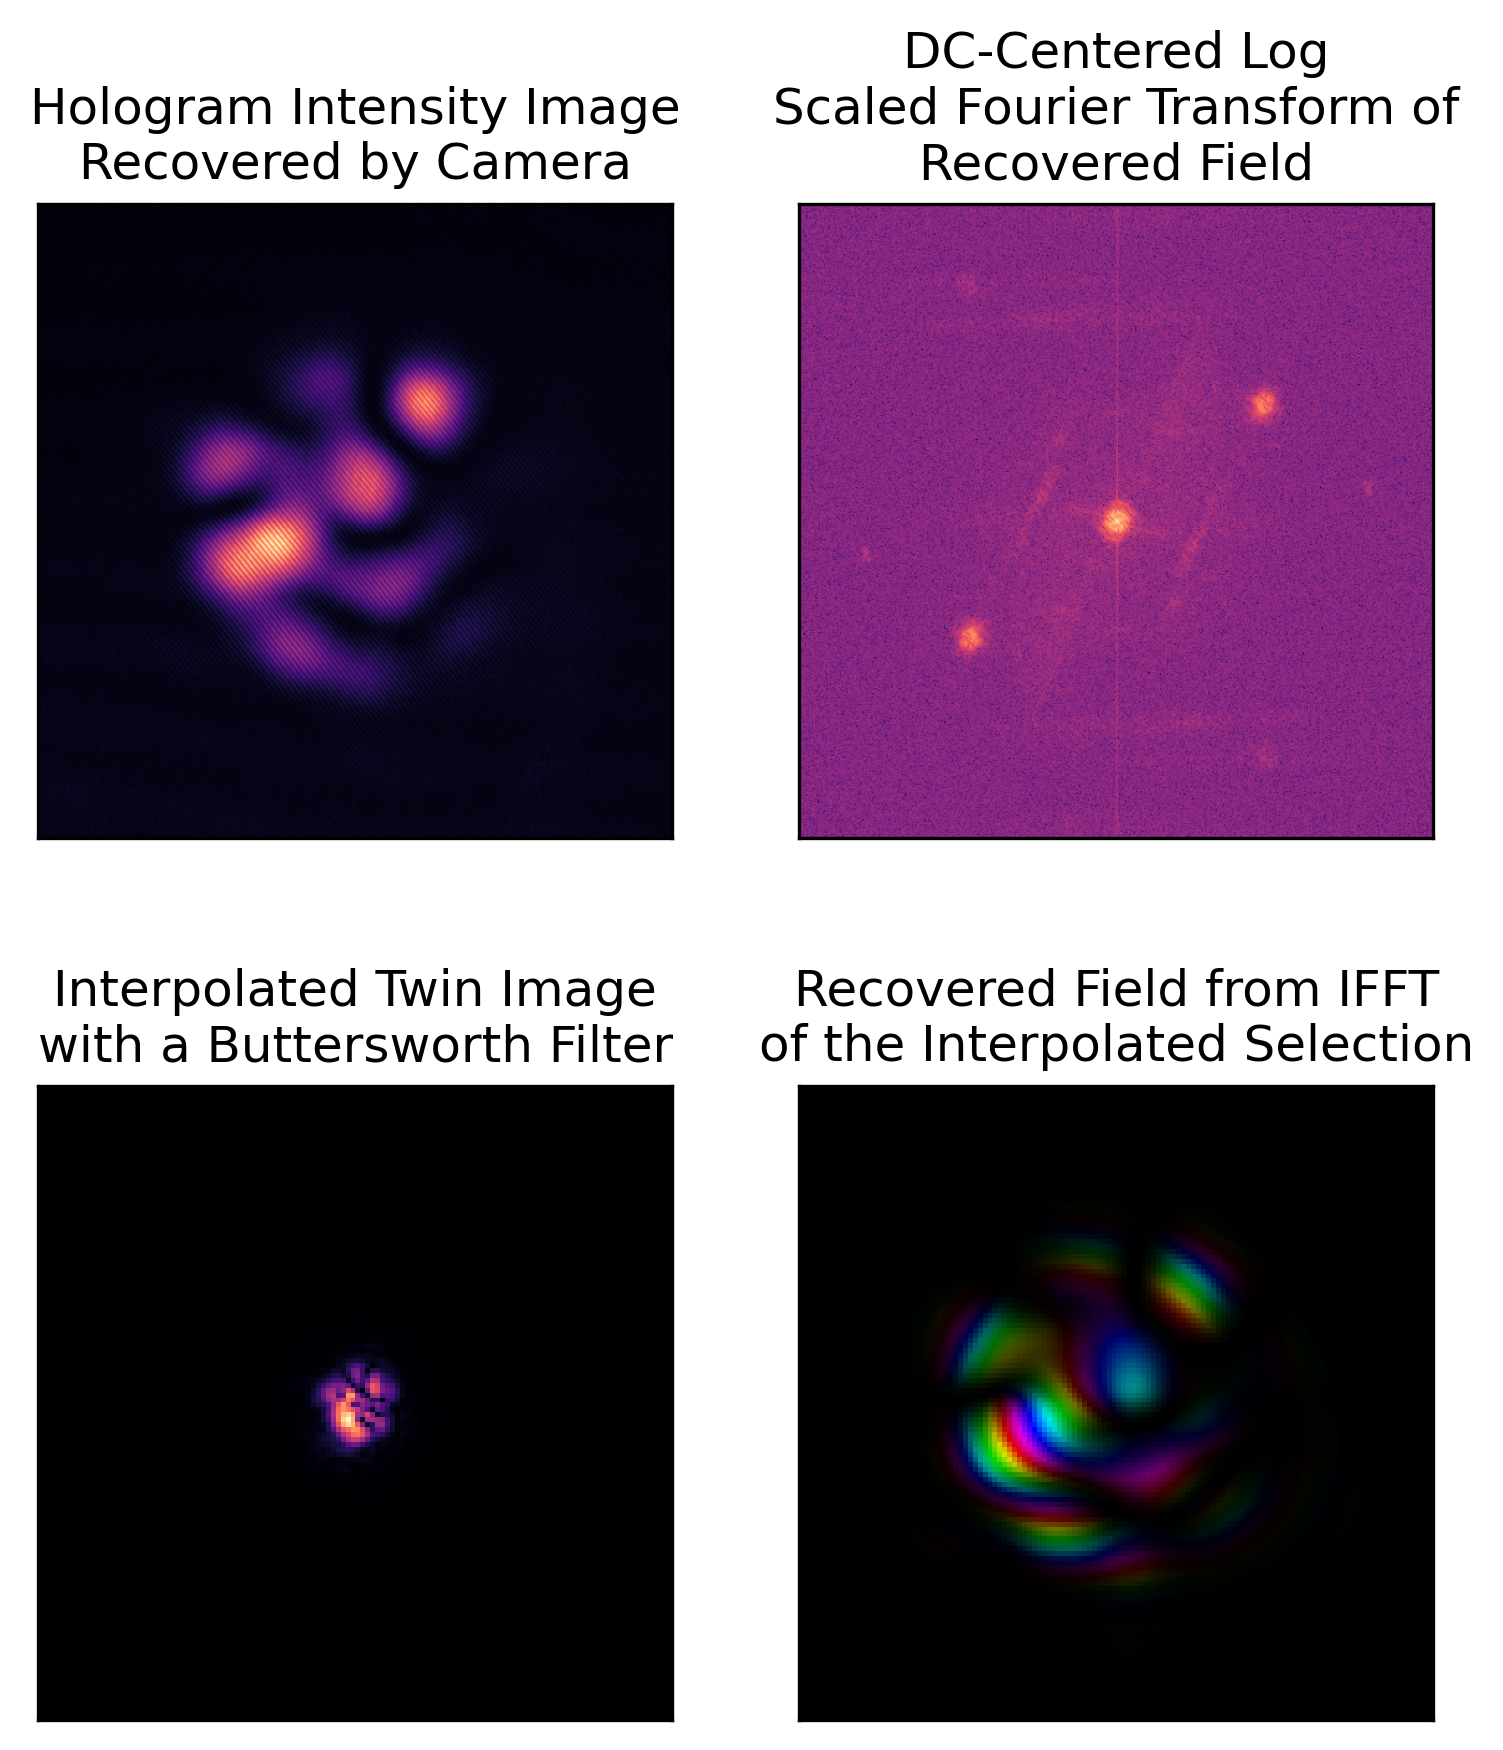 Hologram Intensity Image
Recovered by Camera
DC-Centered Log
Scaled Fourier Transform of
Recovered Field
Interpolated Twin Image
with a Buttersworth Filter
Recovered Field from IFFT
of the Interpolated Selection